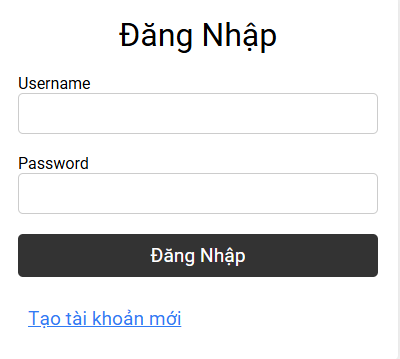 Đăng Nhập
Username
Password
Đăng Nhập
Tạo tài khoản mới